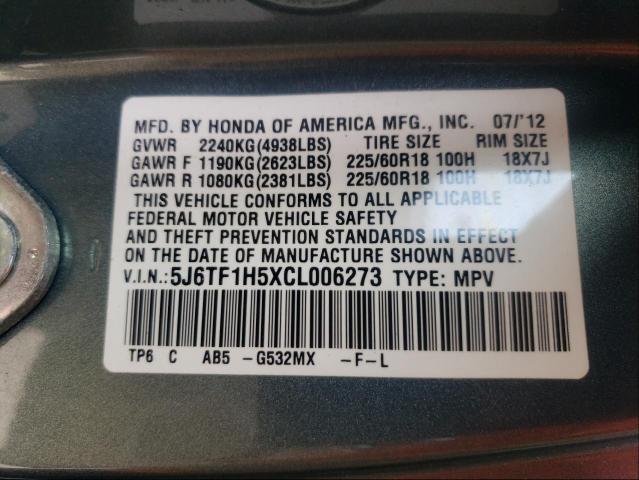 MFD. BY HONDA OF AMERICA MFG., INC. 07/'12
GVWR 2240KG(4938LBS) TIRE SIZE RIM SIZE
GAWR F 1190KG(2623LBS) 225/60R18 100H 18X7J
GAWR R 1080KG(2381LBS) 225/60R18 100H 18X7J
THIS VEHICLE CONFORMS TO ALL APPLICABLE
FEDERAL MOTOR VEHICLE SAFETY
AND THEFT PREVENTION STANDARDS IN EFFECT
ON THE DATE OF MANUFACTURE SHOWN ABOVE.
V.I.N.:5J6TF1H5XCL006273 TYPE: MPV
TP6 C AB5 -G532MX -F-L